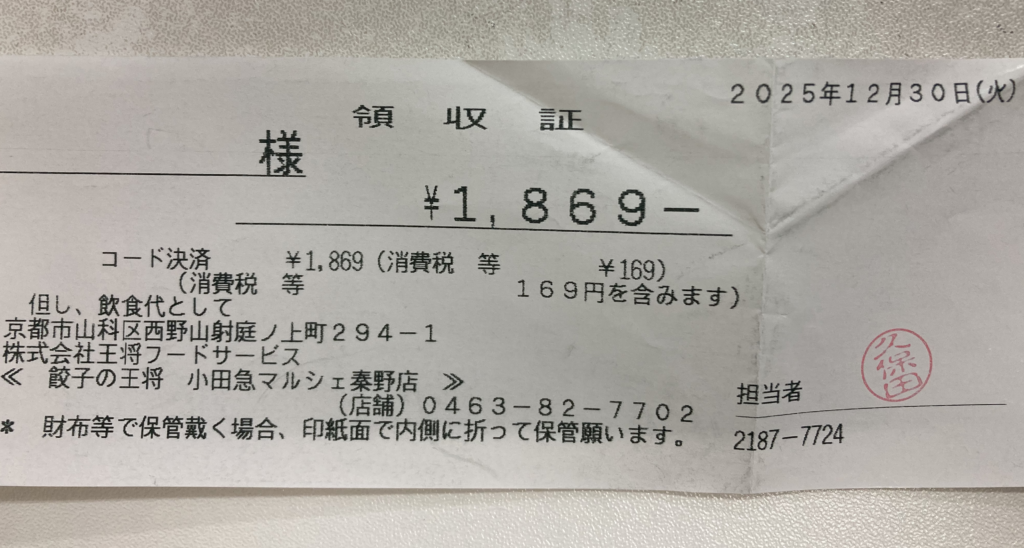 ２０２５年１２月３０日(火)
領　収　証
様
¥１，８６９－
コード決済　¥1,869 (消費税　等　¥169)
(消費税　等　１６９円を含みます)
但し、飲食代として
京都市山科区西野山射庭ノ上町２９４－１
株式会社王将フードサービス
≪　餃子の王将　小田急マルシェ秦野店　≫
(店舗) ０４６３－８２－７７０２
担当者
久保田
＊　財布等で保管戴く場合、印紙面で内側に折って保管願います。
2187-7724